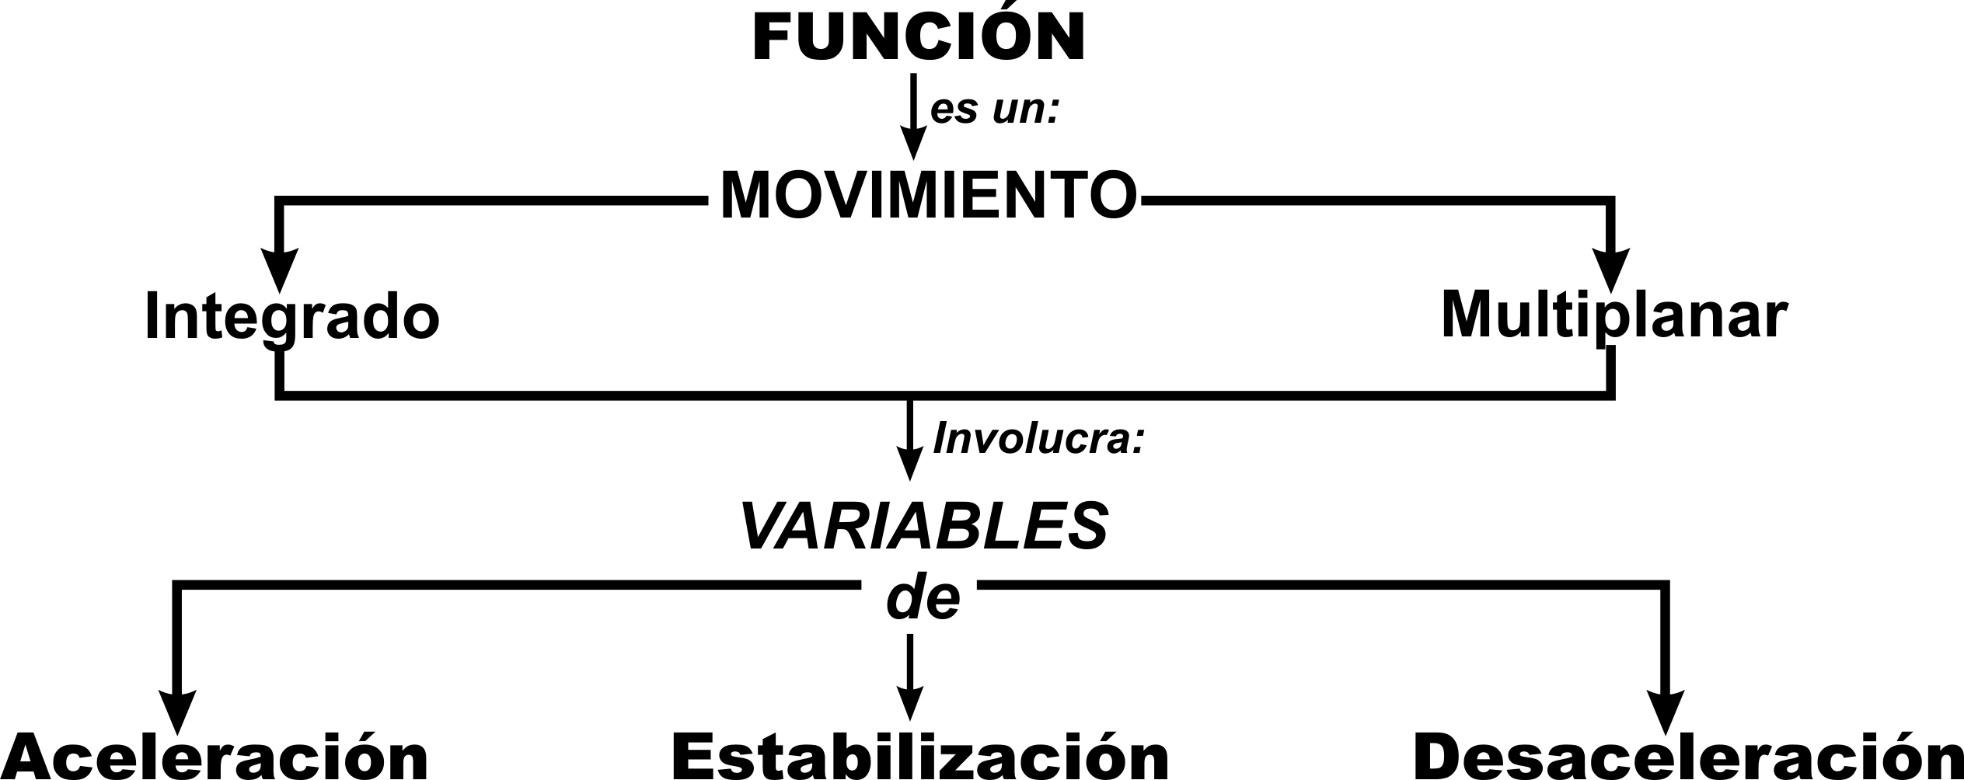 FUNCIÓN
es un:
MOVIMIENTO
Integrado
Multiplanar
Involucra:
VARIABLES
de
Aceleración
Estabilización
Desaceleración